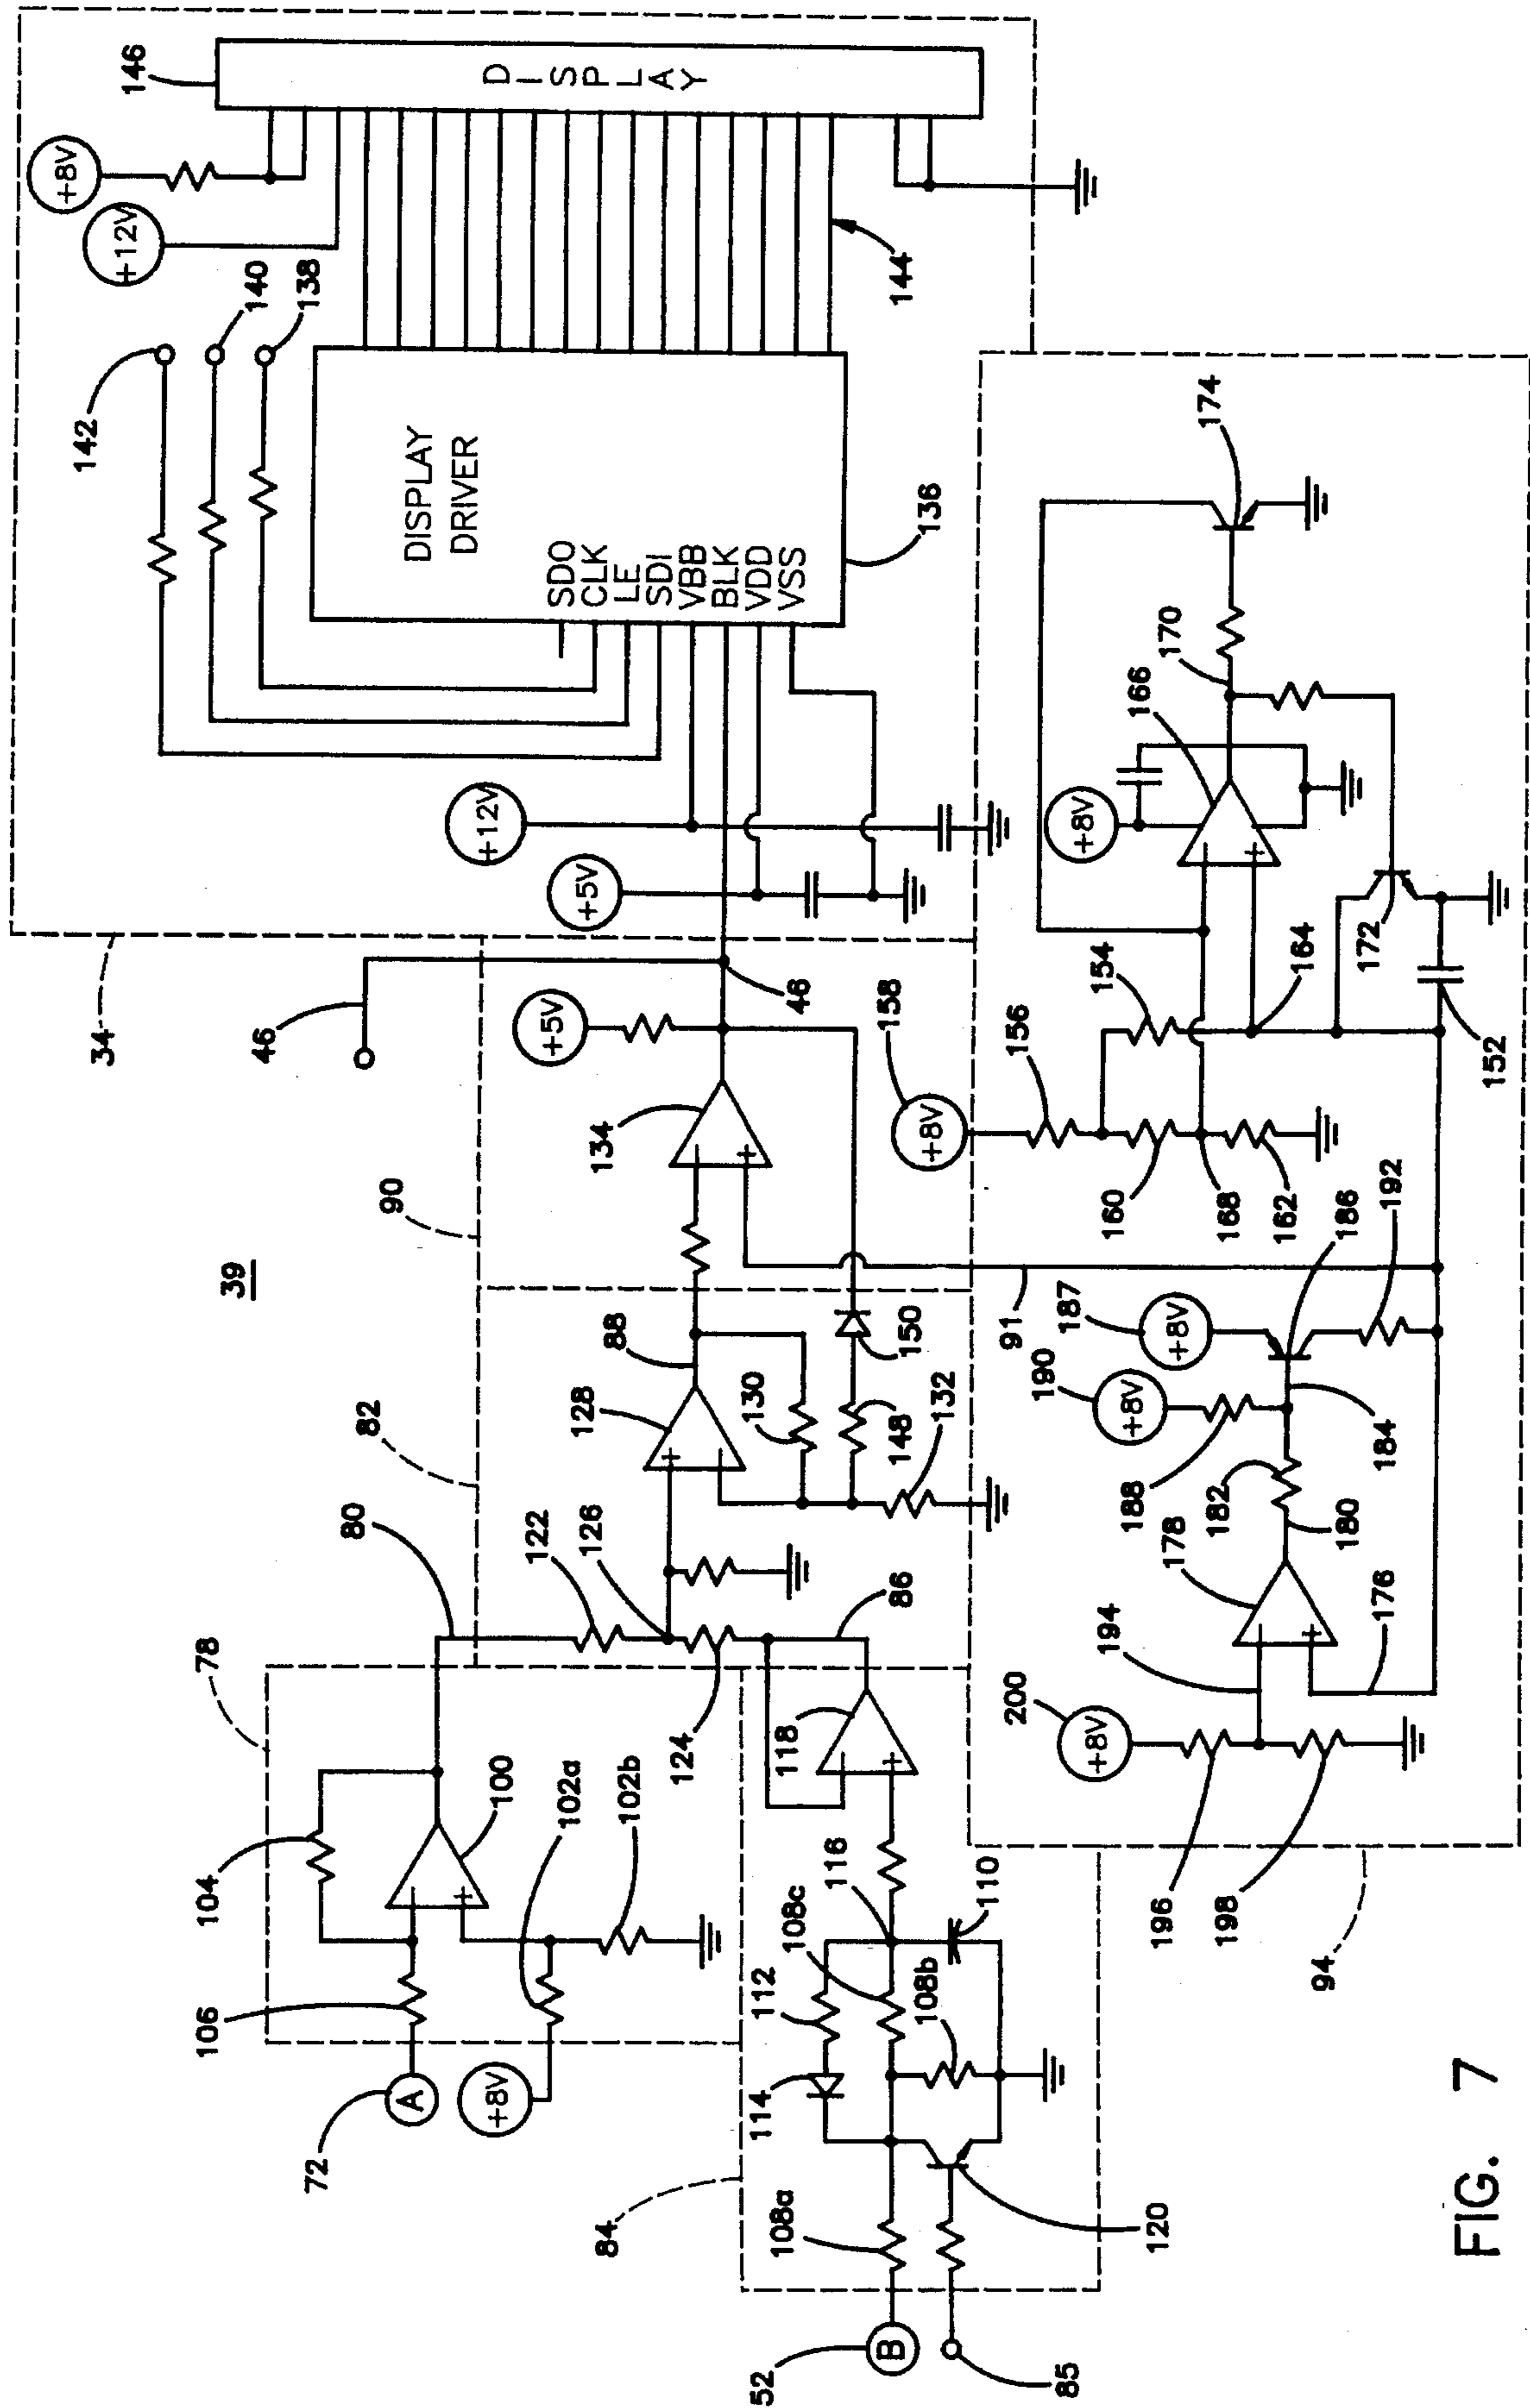 39
146
DISPLAY
+8V
+12V
142
140
138
144
DISPLAY
DRIVER
SDO
CLK
LE
SDI
VBB
BLK
VDD
VSS
136
+12V
+5V
34
46
46
+5V
134
90
82
88
128
130
148
150
132
80
122
126
124
86
78
104
100
102a
102b
106
A
72
+8V
118
116
110
108c
108b
112
114
108a
84
120
B
52
85
91
174
170
166
+8V
172
164
154
152
156
158
+8V
160
168
162
186
192
187
+8V
190
+8V
184
188
182
180
178
176
194
200
+8V
196
198
94
FIG. 7